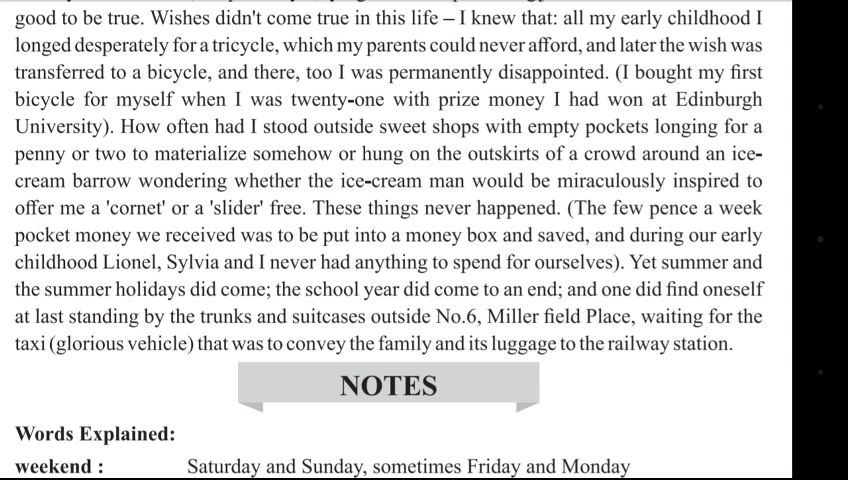 good to be true. Wishes didn't come true in this life – I knew that: all my early childhood I
longed desperately for a tricycle, which my parents could never afford, and later the wish was
transferred to a bicycle, and there, too I was permanently disappointed. (I bought my first
bicycle for myself when I was twenty-one with prize money I had won at Edinburgh
University). How often had I stood outside sweet shops with empty pockets longing for a
penny or two to materialize somehow or hung on the outskirts of a crowd around an ice-
cream barrow wondering whether the ice-cream man would be miraculously inspired to
offer me a 'cornet' or a 'slider' free. These things never happened. (The few pence a week
pocket money we received was to be put into a money box and saved, and during our early
childhood Lionel, Sylvia and I never had anything to spend for ourselves). Yet summer and
the summer holidays did come; the school year did come to an end; and one did find oneself
at last standing by the trunks and suitcases outside No.6, Miller field Place, waiting for the
taxi (glorious vehicle) that was to convey the family and its luggage to the railway station.
NOTES
Words Explained:
weekend : Saturday and Sunday, sometimes Friday and Monday